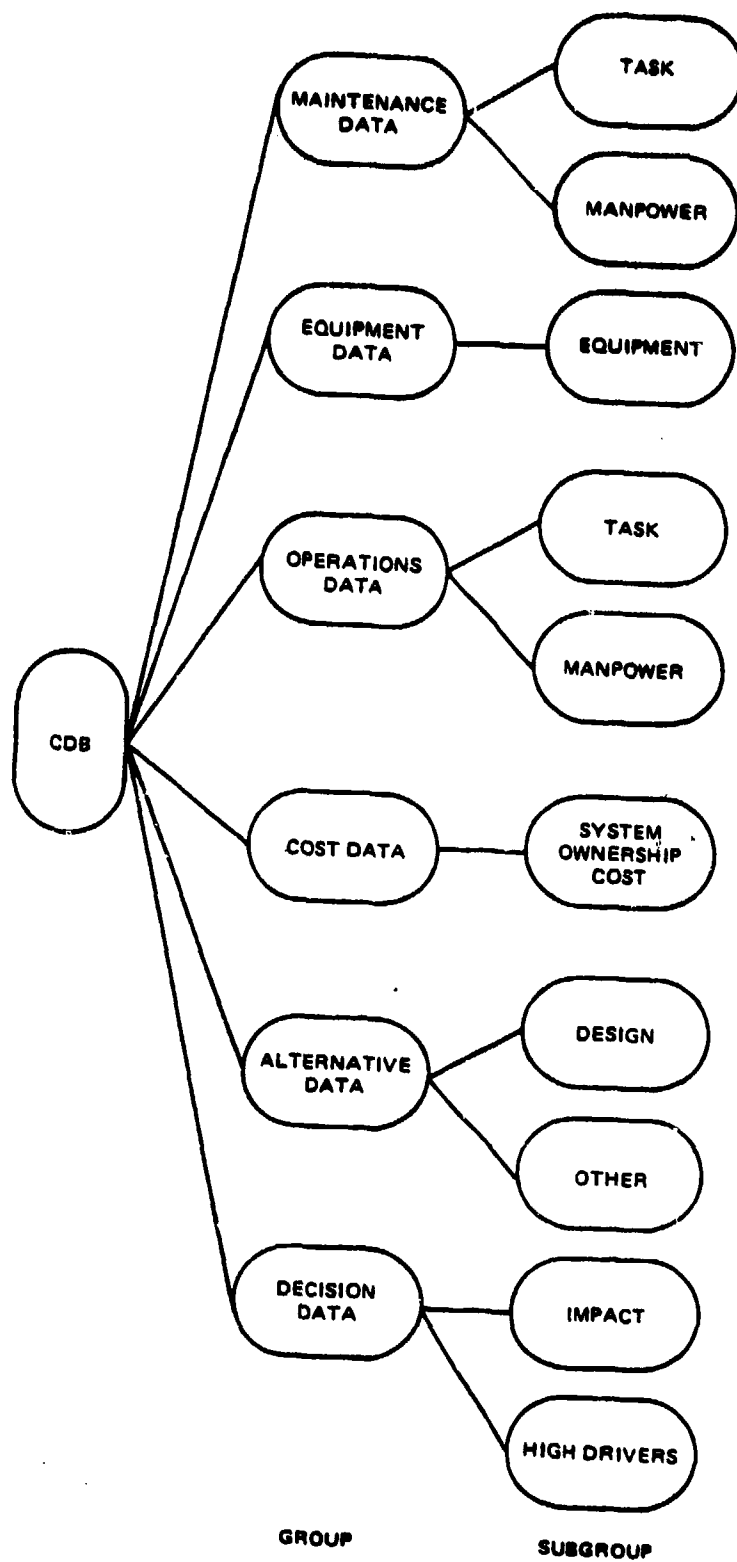 TASK
MAINTENANCE
DATA
MANPOWER
EQUIPMENT
DATA
EQUIPMENT
TASK
OPERATIONS
DATA
MANPOWER
CDB
COST DATA
SYSTEM
OWNERSHIP
COST
DESIGN
ALTERNATIVE
DATA
OTHER
DECISION
DATA
IMPACT
HIGH DRIVERS
GROUP
SUBGROUP